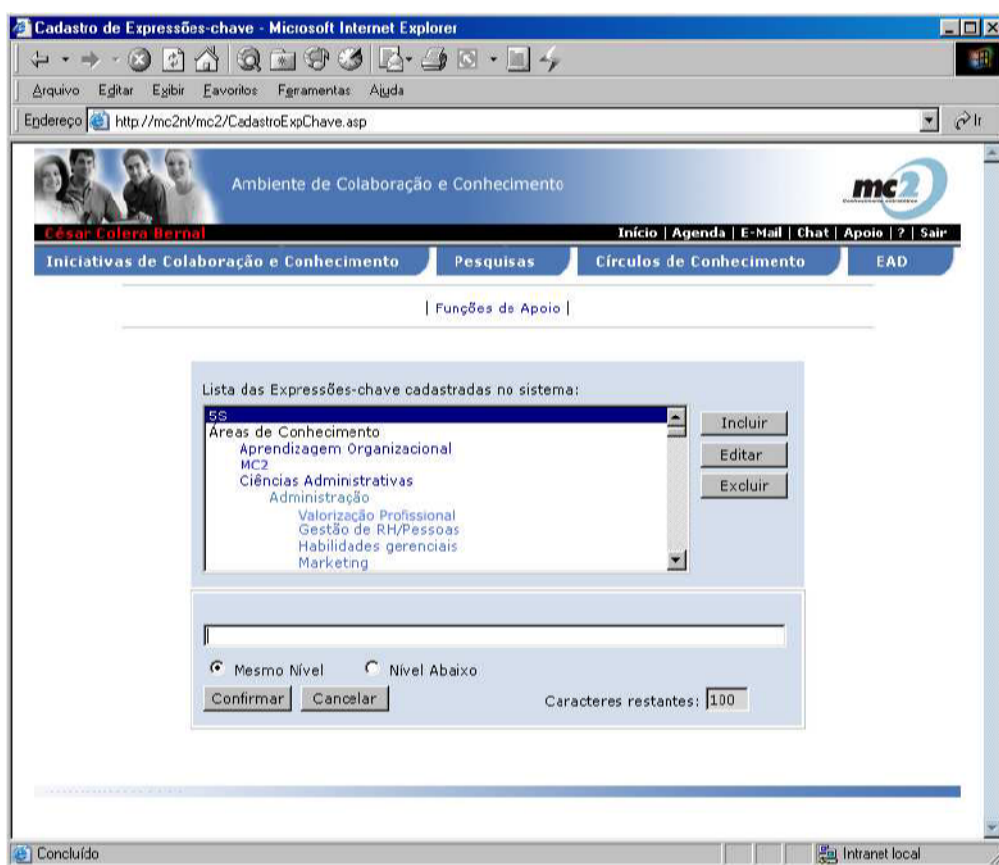 Cadastro de Expressões-chave - Microsoft Internet Explorer
Arquivo Editar Exibir Favoritos Ferramentas Ajuda
Endereço http://mc2nt/mc2/CadastroExpChave.asp Ir
Ambiente de Colaboração e Conhecimento mc2
César Colera Bernal Início | Agenda | E-Mail | Chat | Apoio | ? | Sair
Iniciativas de Colaboração e Conhecimento Pesquisas Círculos de Conhecimento EAD
| Funções de Apoio |
Lista das Expressões-chave cadastradas no sistema:
5S
Áreas de Conhecimento
Aprendizagem Organizacional
MC2
Ciências Administrativas
Administração
Valorização Profissional
Gestão de RH/Pessoas
Habilidades gerenciais
Marketing
Incluir
Editar
Excluir
Mesmo Nível Nível Abaixo
Confirmar Cancelar Caracteres restantes: 100
Concluído Intranet local